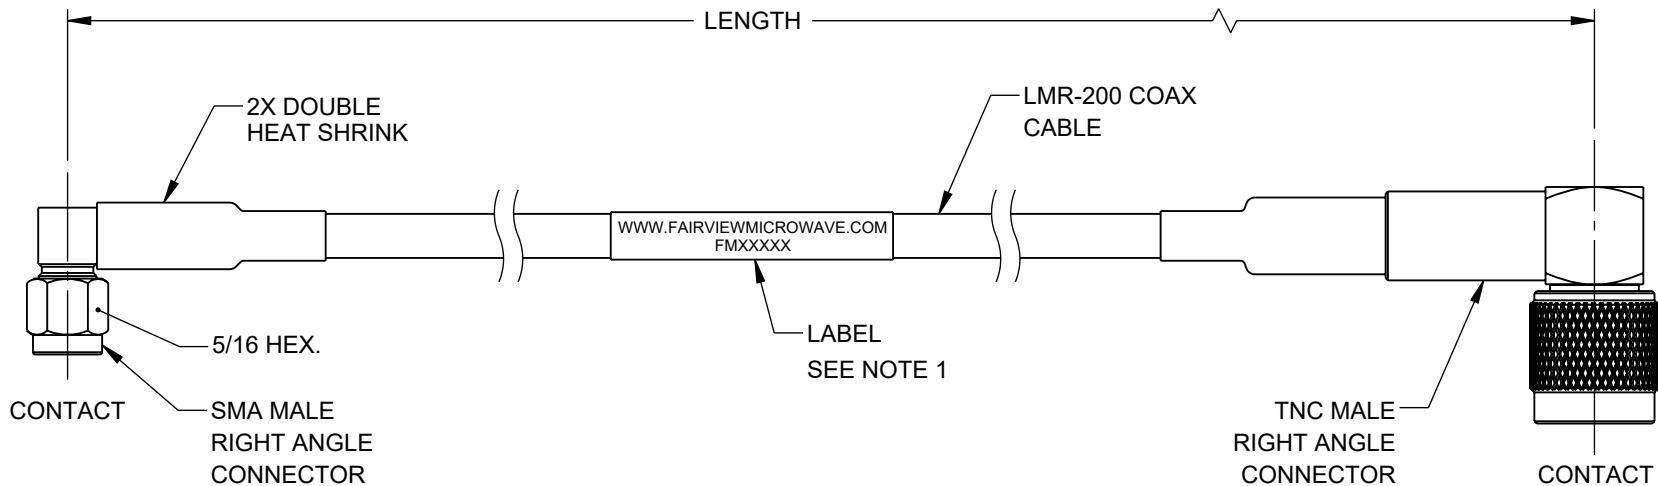 LENGTH
2X DOUBLE
HEAT SHRINK
LMR-200 COAX
CABLE
WWW.FAIRVIEWMICROWAVE.COM
FMXXXXX
5/16 HEX.
LABEL
SEE NOTE 1
CONTACT
SMA MALE
RIGHT ANGLE
CONNECTOR
TNC MALE
RIGHT ANGLE
CONNECTOR
CONTACT